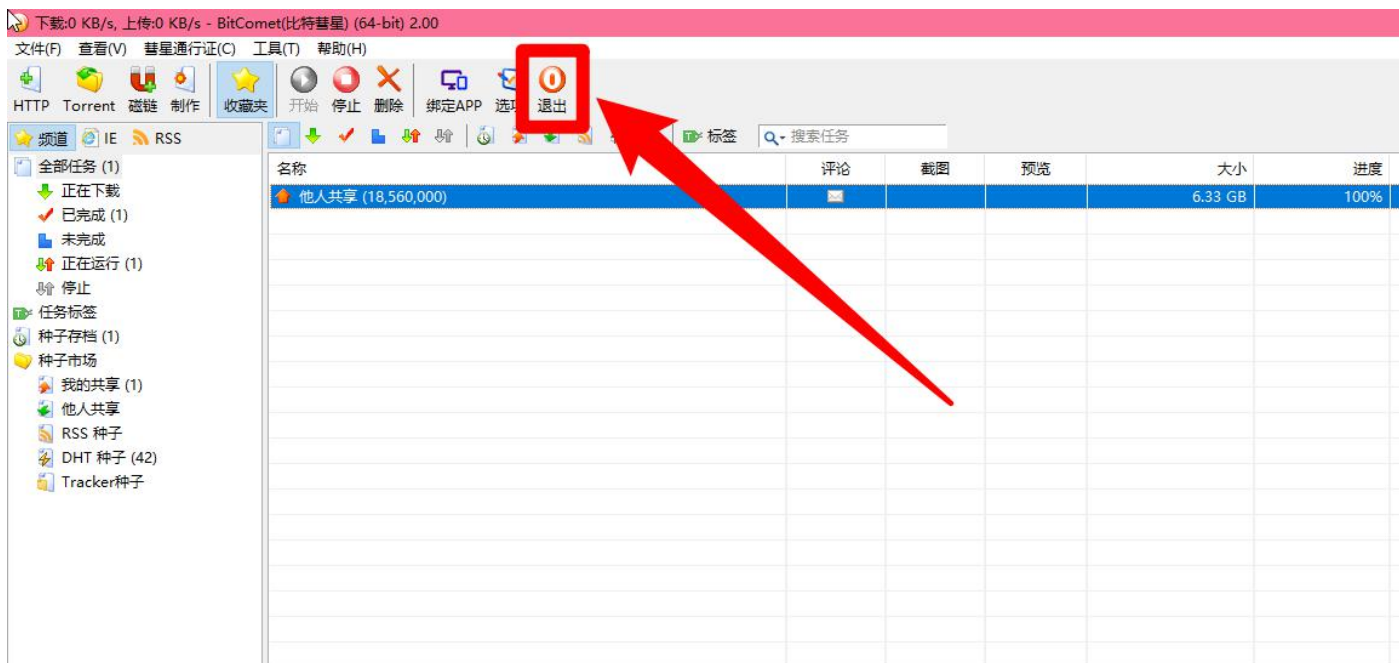 下载:0 KB/s, 上传:0 KB/s - BitComet(比特彗星) (64-bit) 2.00
文件(F) 查看(V) 彗星通行证(C) 工具(T) 帮助(H)
HTTP Torrent 磁链 制作 收藏夹 开始 停止 删除 绑定APP 选项 退出
频道 IE RSS 标签 搜索任务
名称 评论 截图 预览 大小 进度
他人共享 (18,560,000) 6.33 GB 100%
全部任务 (1)
正在下载
已完成 (1)
未完成
正在运行 (1)
停止
任务标签
种子存档 (1)
种子市场
我的共享 (1)
他人共享
RSS 种子
DHT 种子 (42)
Tracker种子